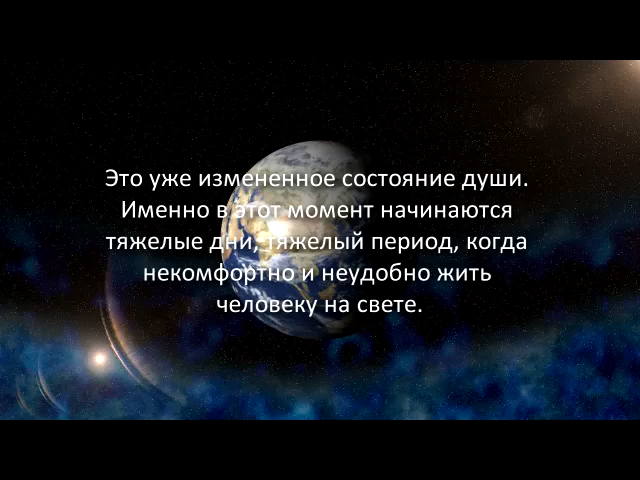 Это уже измененное состояние души.
Именно в этот момент начинаются
тяжелые дни, тяжелый период, когда
некомфортно и неудобно жить
человеку на свете.